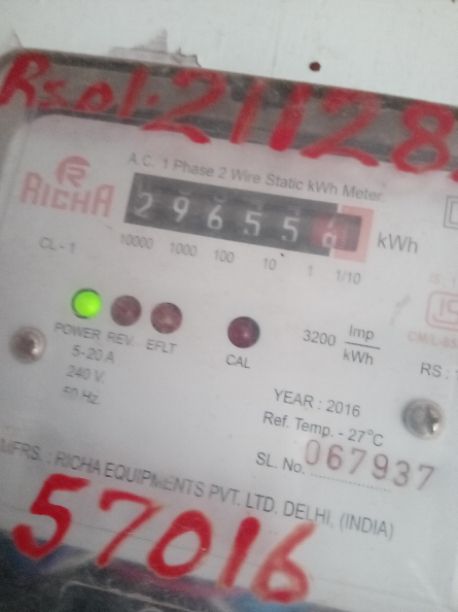 Rsol. 21128
A.C. 1 Phase 2 Wire Static kWh Meter
RICHA
296556 kWh
CL-1
10000 1000 100 10 1 1/10
POWER REV. EFLT
CAL
3200 Imp/kWh
5-20 A
240 V.
50 Hz.
RS.
YEAR : 2016
Ref. Temp. - 27°C
SL. No. 067937
MFRS. : RICHA EQUIPMENTS PVT. LTD. DELHI, (INDIA)
57016